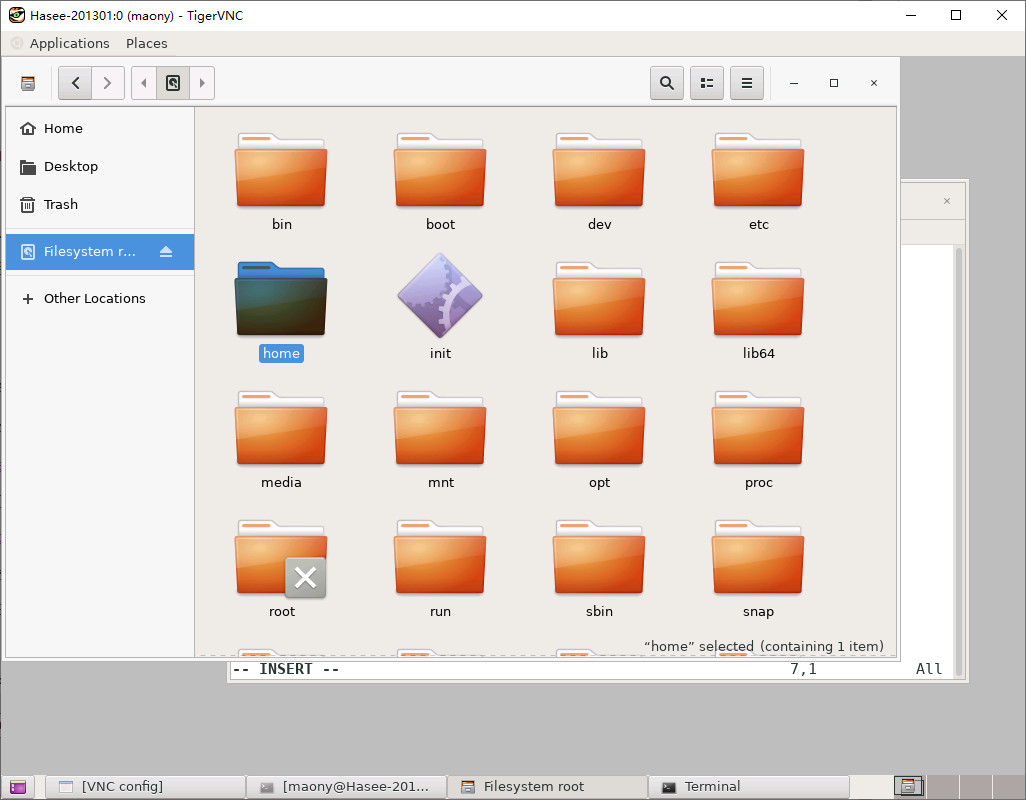 Hasee-201301:0 (maony) - TigerVNC
Applications Places
Home
Desktop
Trash
Filesystem r...
Other Locations
bin boot dev etc
home init lib lib64
media mnt opt proc
root run sbin snap
“home” selected (containing 1 item)
-- INSERT -- 7,1 All
[VNC config] [maony@Hasee-201... Filesystem root Terminal